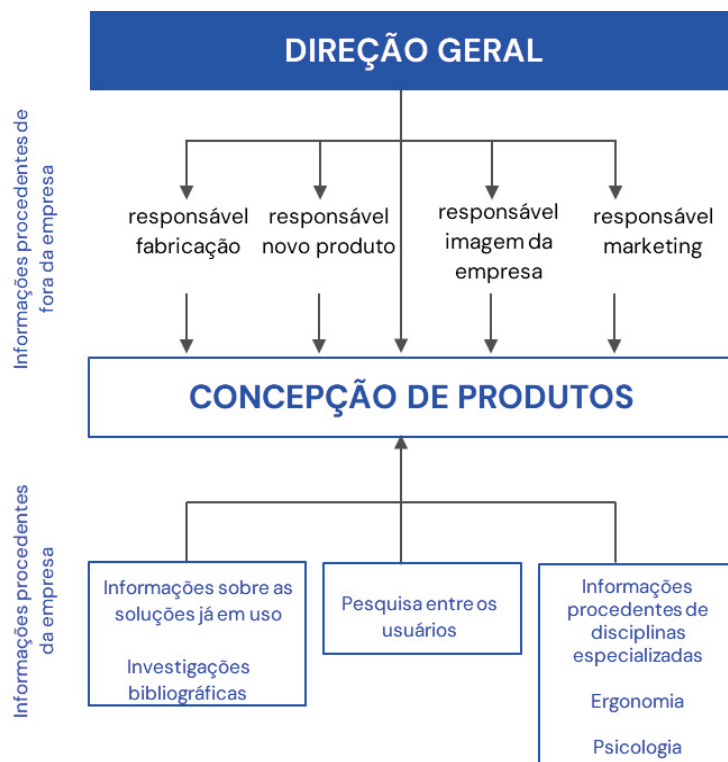 DIREÇÃO GERAL
Informações procedentes de
fora da empresa
responsável
fabricação
responsável
novo produto
responsável
imagem da
empresa
responsável
marketing
CONCEPÇÃO DE PRODUTOS
Informações procedentes
da empresa
Informações sobre as
soluções já em uso
Investigações
bibliográficas
Pesquisa entre os
usuários
Informações
procedentes de
disciplinas
especializadas
Ergonomia
Psicologia